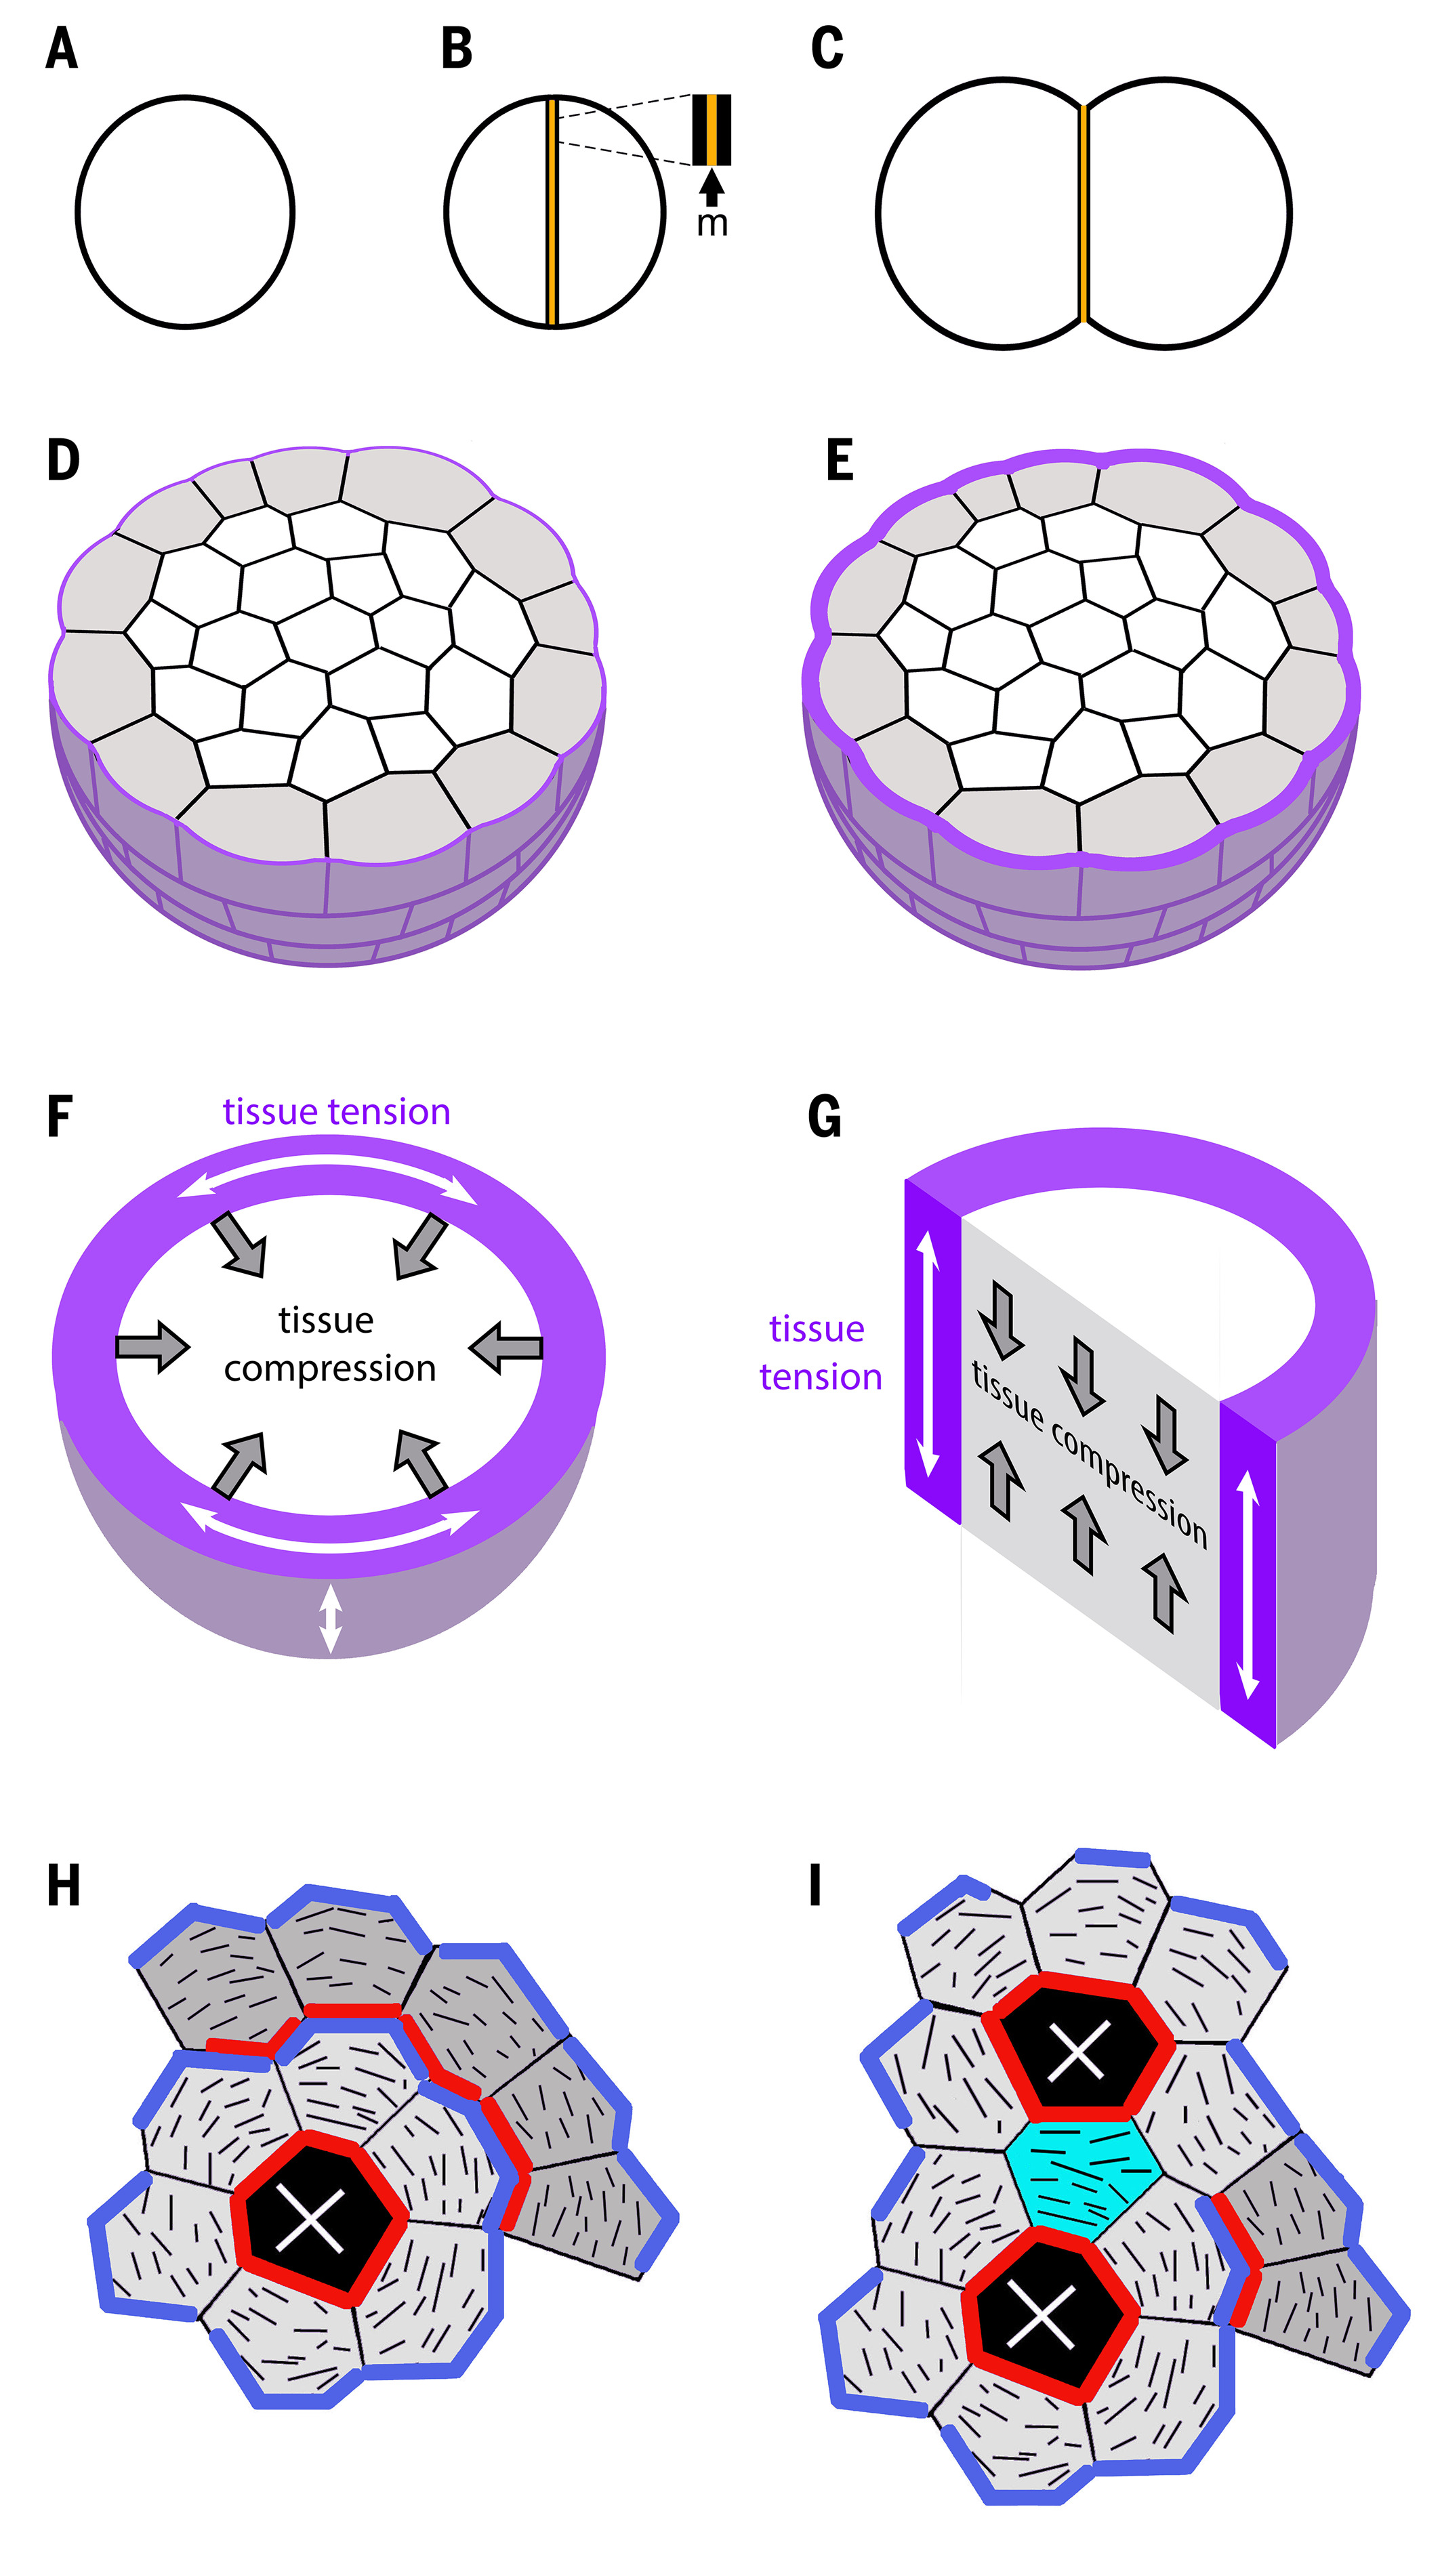 A
B
C
m
D
E
F
tissue tension
tissue
compression
G
tissue
tension
tissue compression
H
I